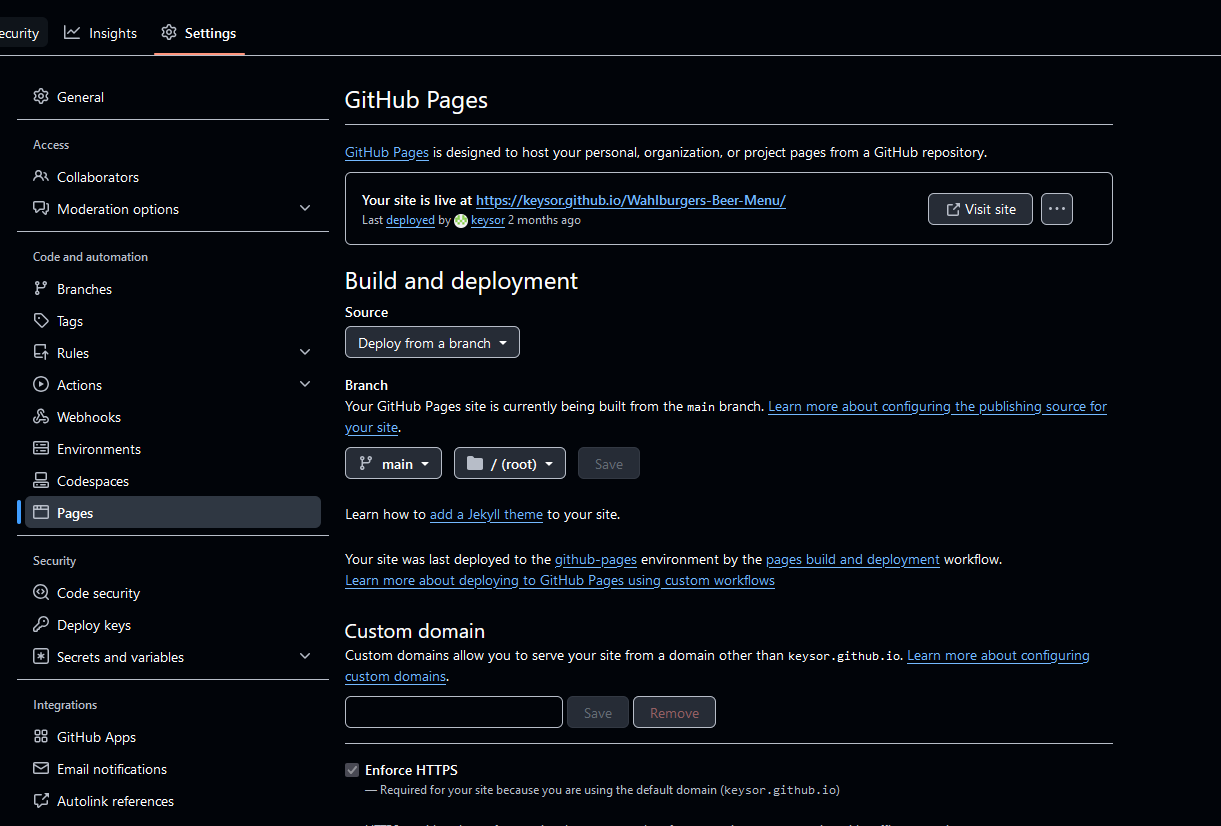 ecurity
Insights
Settings
General
Access
Collaborators
Moderation options
Code and automation
Branches
Tags
Rules
Actions
Webhooks
Environments
Codespaces
Pages
Security
Code security
Deploy keys
Secrets and variables
Integrations
GitHub Apps
Email notifications
Autolink references
GitHub Pages
GitHub Pages is designed to host your personal, organization, or project pages from a GitHub repository.
Your site is live at https://keysor.github.io/Wahlburgers-Beer-Menu/
Last deployed by keysor 2 months ago
Visit site
Build and deployment
Source
Deploy from a branch
Branch
Your GitHub Pages site is currently being built from the main branch. Learn more about configuring the publishing source for
your site.
main
/ (root)
Save
Learn how to add a Jekyll theme to your site.
Your site was last deployed to the github-pages environment by the pages build and deployment workflow.
Learn more about deploying to GitHub Pages using custom workflows
Custom domain
Custom domains allow you to serve your site from a domain other than keysor.github.io. Learn more about configuring
custom domains.
Save
Remove
Enforce HTTPS
— Required for your site because you are using the default domain (keysor.github.io)